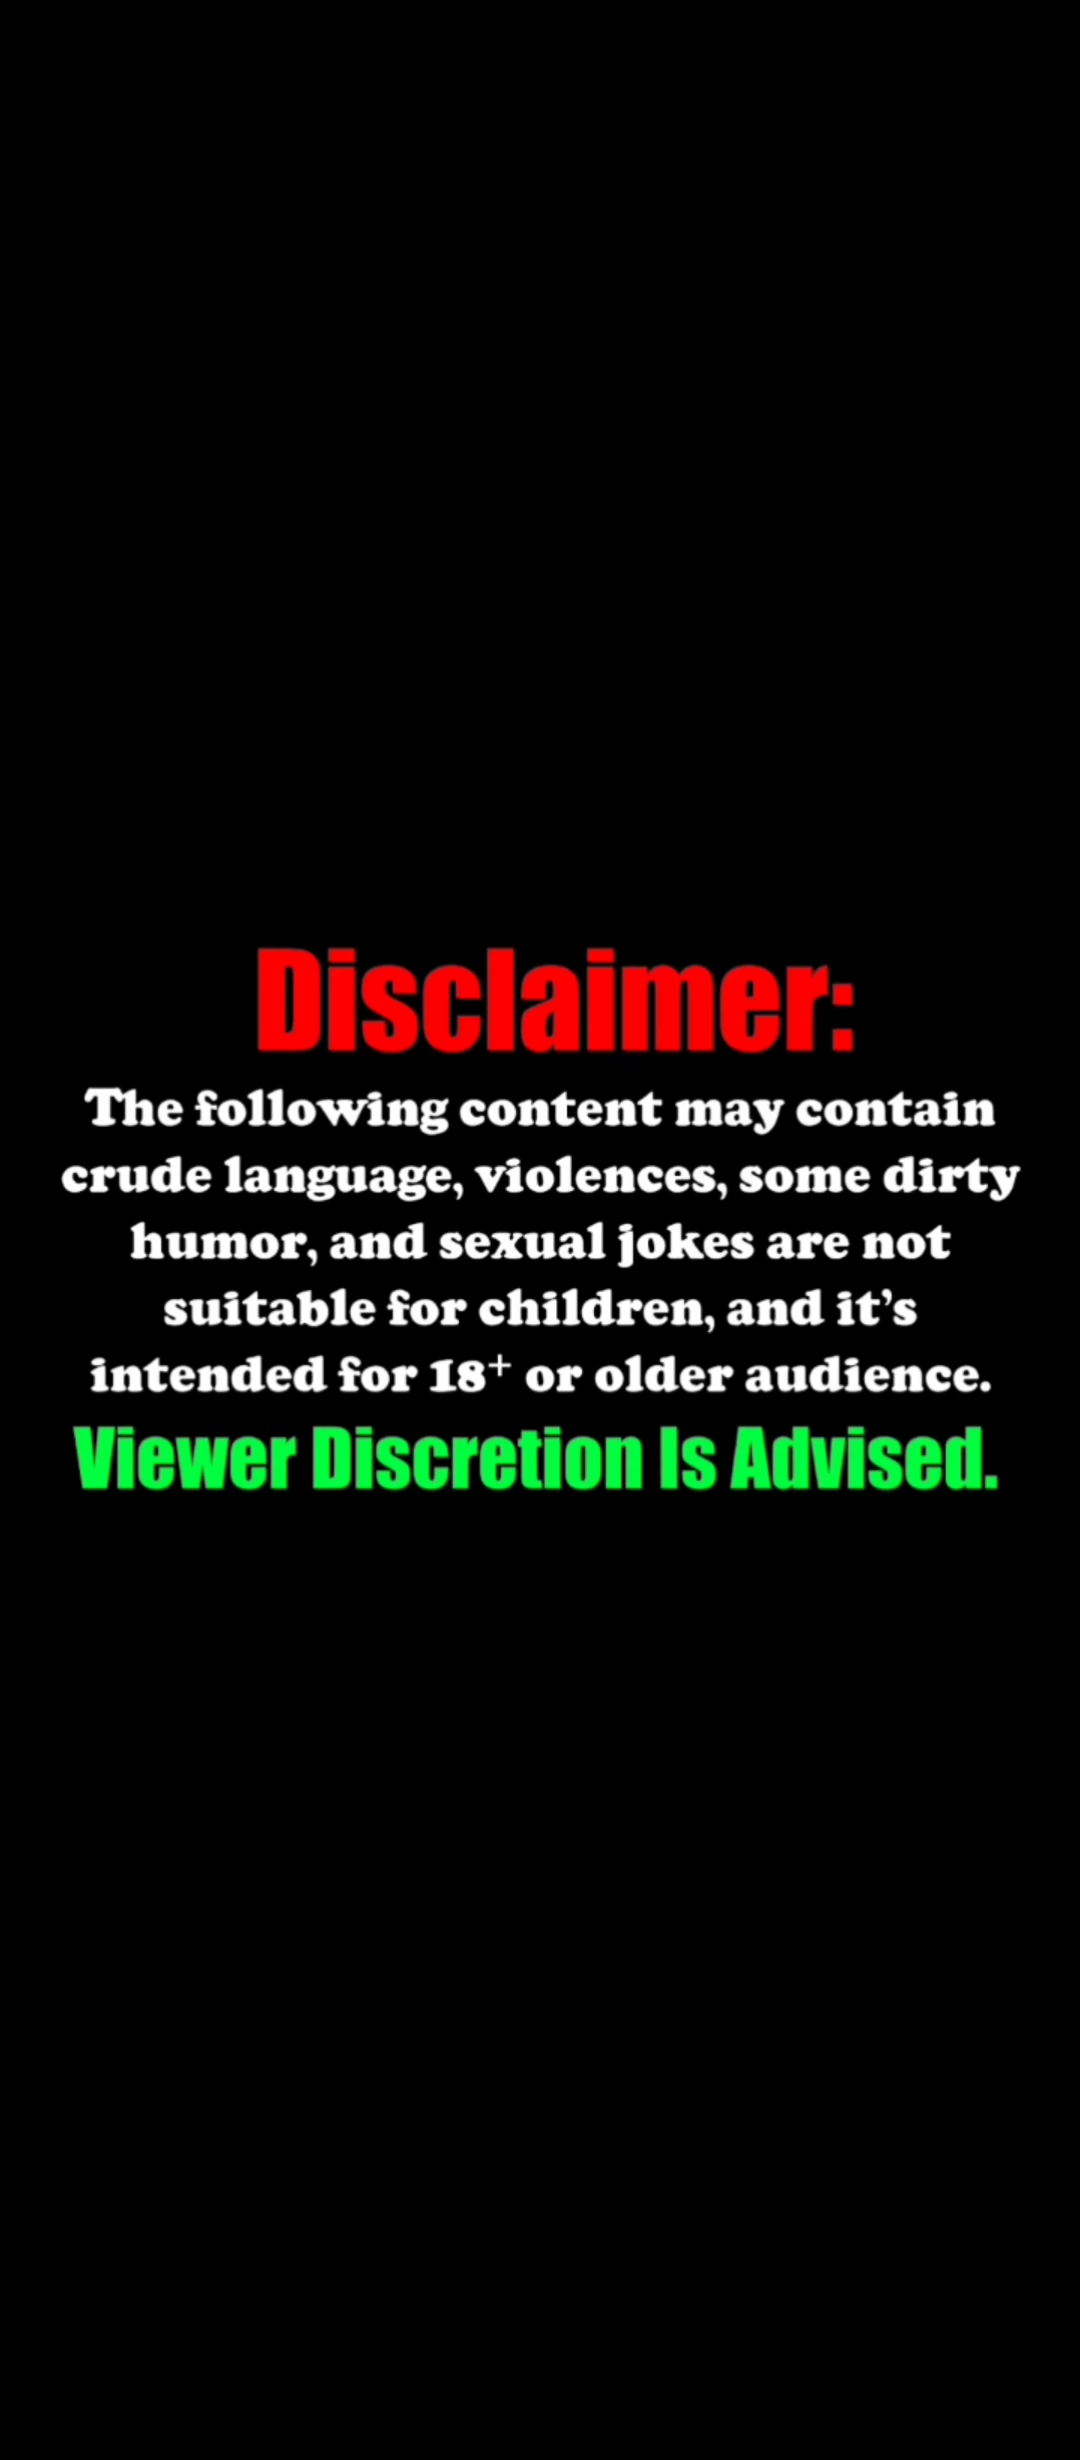 Disclaimer:
The following content may contain
crude language, violences, some dirty
humor, and sexual jokes are not
suitable for children, and it’s
intended for 18⁺ or older audience.
Viewer Discretion Is Advised.